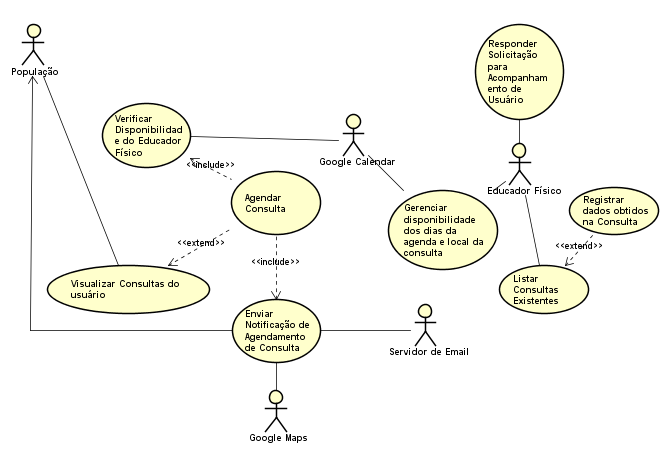 População
Verificar
Disponibilidad
e do Educador
Físico
Google Calendar
Responder
Solicitação
para
Acompanham
ento de
Usuário
Educador Físico
<<include>>
Agendar
Consulta
Gerenciar
disponibilidade
dos dias da
agenda e local da
consulta
Registrar
dados obtidos
na Consulta
<<extend>>
<<extend>>
<<include>>
Visualizar Consultas do
usuário
Listar
Consultas
Existentes
Enviar
Notificação de
Agendamento
de Consulta
Servidor de Email
Google Maps